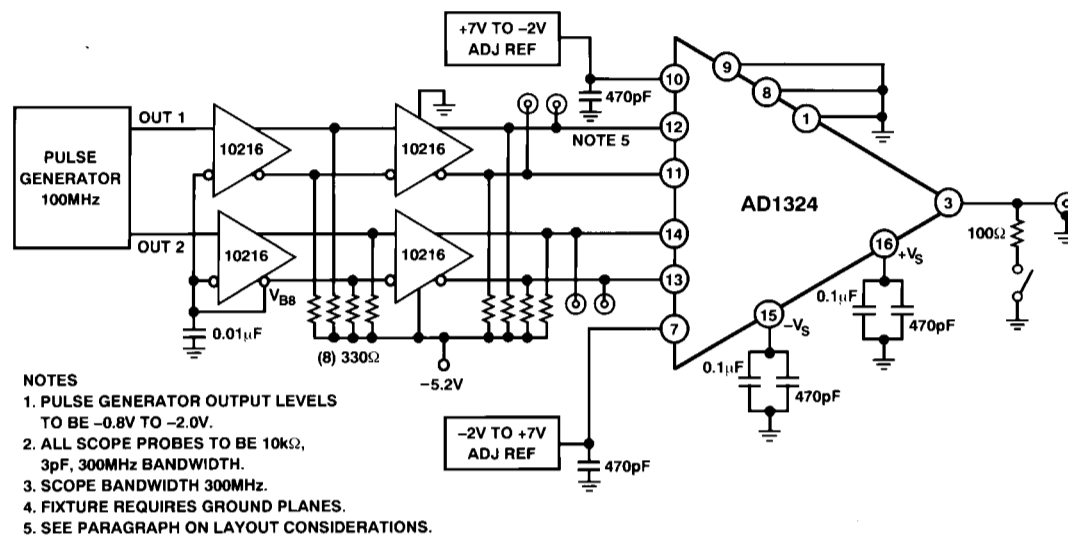 +7V TO –2V
ADJ REF
470pF
10
9
8
1
OUT 1
PULSE
GENERATOR
100MHz
10216
10216
NOTE 5
12
11
AD1324
3
100Ω
OUT 2
10216
10216
VB8
14
13
16
+VS
0.1µF
470pF
15
–VS
0.1µF
470pF
7
0.01µF
(8) 330Ω
–5.2V
–2V TO +7V
ADJ REF
470pF
NOTES
1. PULSE GENERATOR OUTPUT LEVELS
TO BE –0.8V TO –2.0V.
2. ALL SCOPE PROBES TO BE 10kΩ,
3pF, 300MHz BANDWIDTH.
3. SCOPE BANDWIDTH 300MHz.
4. FIXTURE REQUIRES GROUND PLANES.
5. SEE PARAGRAPH ON LAYOUT CONSIDERATIONS.